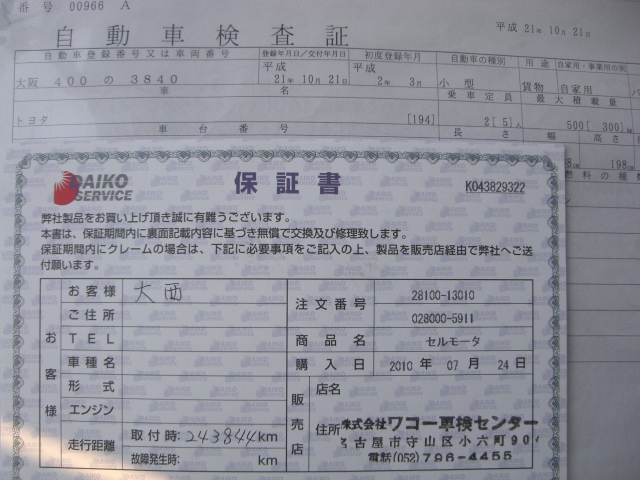 番号 00966 A
平成 21年 10月 21日
自動車検査証
自動車登録番号又は車両番号 登録年月日/交付年月日 初度登録年月 自動車の種別 用途 自家用・事業用の別
大阪 400 の 3840 平成 21年 10月 21日 平成 2年 3月 小型 貨物 自家用
車名 乗車定員 最大積載量
トヨタ [194] 2[ 5]人 500[ 300]
車台番号 長さ 幅 高さ
198
DAIKO SERVICE
保証書
K043829322
弊社製品をお買い上げ頂き誠に有難うございます。
本書は、保証期間内に裏面記載内容に基づき無償で交換及び修理致します。
保証期間内にクレームの場合は、下記に必要事項をご記入の上、製品を販売店経由で弊社へご送
付願います。
お客様
お客様 大西
ご住所
TEL
車種名
形式
エンジン
走行距離 取付時: 243844km
故障発生時: km
注文番号 28100-13010
028000-5911
商品名 セルモータ
購入日 2010 年 07 月 24 日
販売店
店名
住所 株式会社ワコー車検センター
名古屋市守山区小六町90
電話(052)796-4455